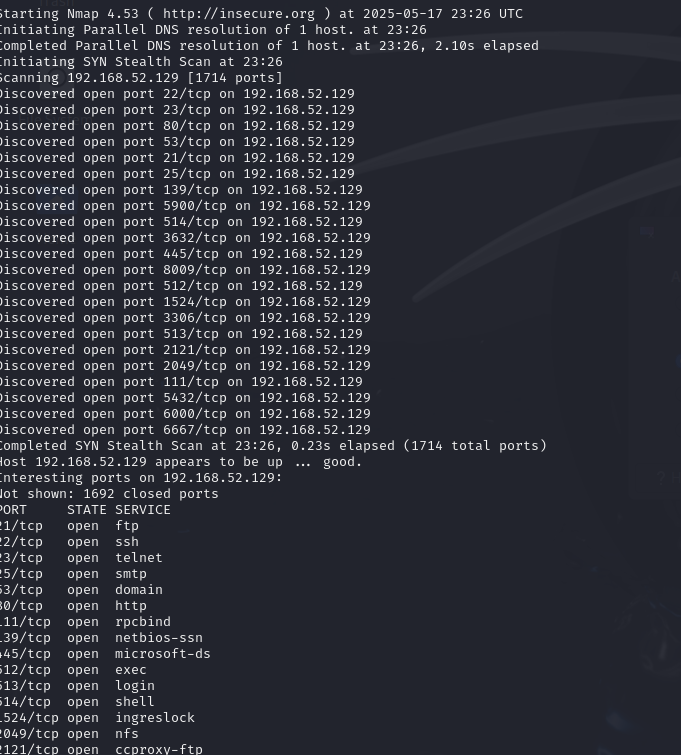 Starting Nmap 4.53 ( http://insecure.org ) at 2025-05-17 23:26 UTC
Initiating Parallel DNS resolution of 1 host. at 23:26
Completed Parallel DNS resolution of 1 host. at 23:26, 2.10s elapsed
Initiating SYN Stealth Scan at 23:26
Scanning 192.168.52.129 [1714 ports]
Discovered open port 22/tcp on 192.168.52.129
Discovered open port 23/tcp on 192.168.52.129
Discovered open port 80/tcp on 192.168.52.129
Discovered open port 53/tcp on 192.168.52.129
Discovered open port 21/tcp on 192.168.52.129
Discovered open port 25/tcp on 192.168.52.129
Discovered open port 139/tcp on 192.168.52.129
Discovered open port 5900/tcp on 192.168.52.129
Discovered open port 514/tcp on 192.168.52.129
Discovered open port 3632/tcp on 192.168.52.129
Discovered open port 445/tcp on 192.168.52.129
Discovered open port 8009/tcp on 192.168.52.129
Discovered open port 512/tcp on 192.168.52.129
Discovered open port 1524/tcp on 192.168.52.129
Discovered open port 3306/tcp on 192.168.52.129
Discovered open port 513/tcp on 192.168.52.129
Discovered open port 2121/tcp on 192.168.52.129
Discovered open port 2049/tcp on 192.168.52.129
Discovered open port 111/tcp on 192.168.52.129
Discovered open port 5432/tcp on 192.168.52.129
Discovered open port 6000/tcp on 192.168.52.129
Discovered open port 6667/tcp on 192.168.52.129
Completed SYN Stealth Scan at 23:26, 0.23s elapsed (1714 total ports)
Host 192.168.52.129 appears to be up ... good.
Interesting ports on 192.168.52.129:
Not shown: 1692 closed ports
PORT     STATE SERVICE
21/tcp   open  ftp
22/tcp   open  ssh
23/tcp   open  telnet
25/tcp   open  smtp
53/tcp   open  domain
80/tcp   open  http
111/tcp  open  rpcbind
139/tcp  open  netbios-ssn
445/tcp  open  microsoft-ds
512/tcp  open  exec
513/tcp  open  login
514/tcp  open  shell
1524/tcp open  ingreslock
2049/tcp open  nfs
2121/tcp open  ccproxy-ftp